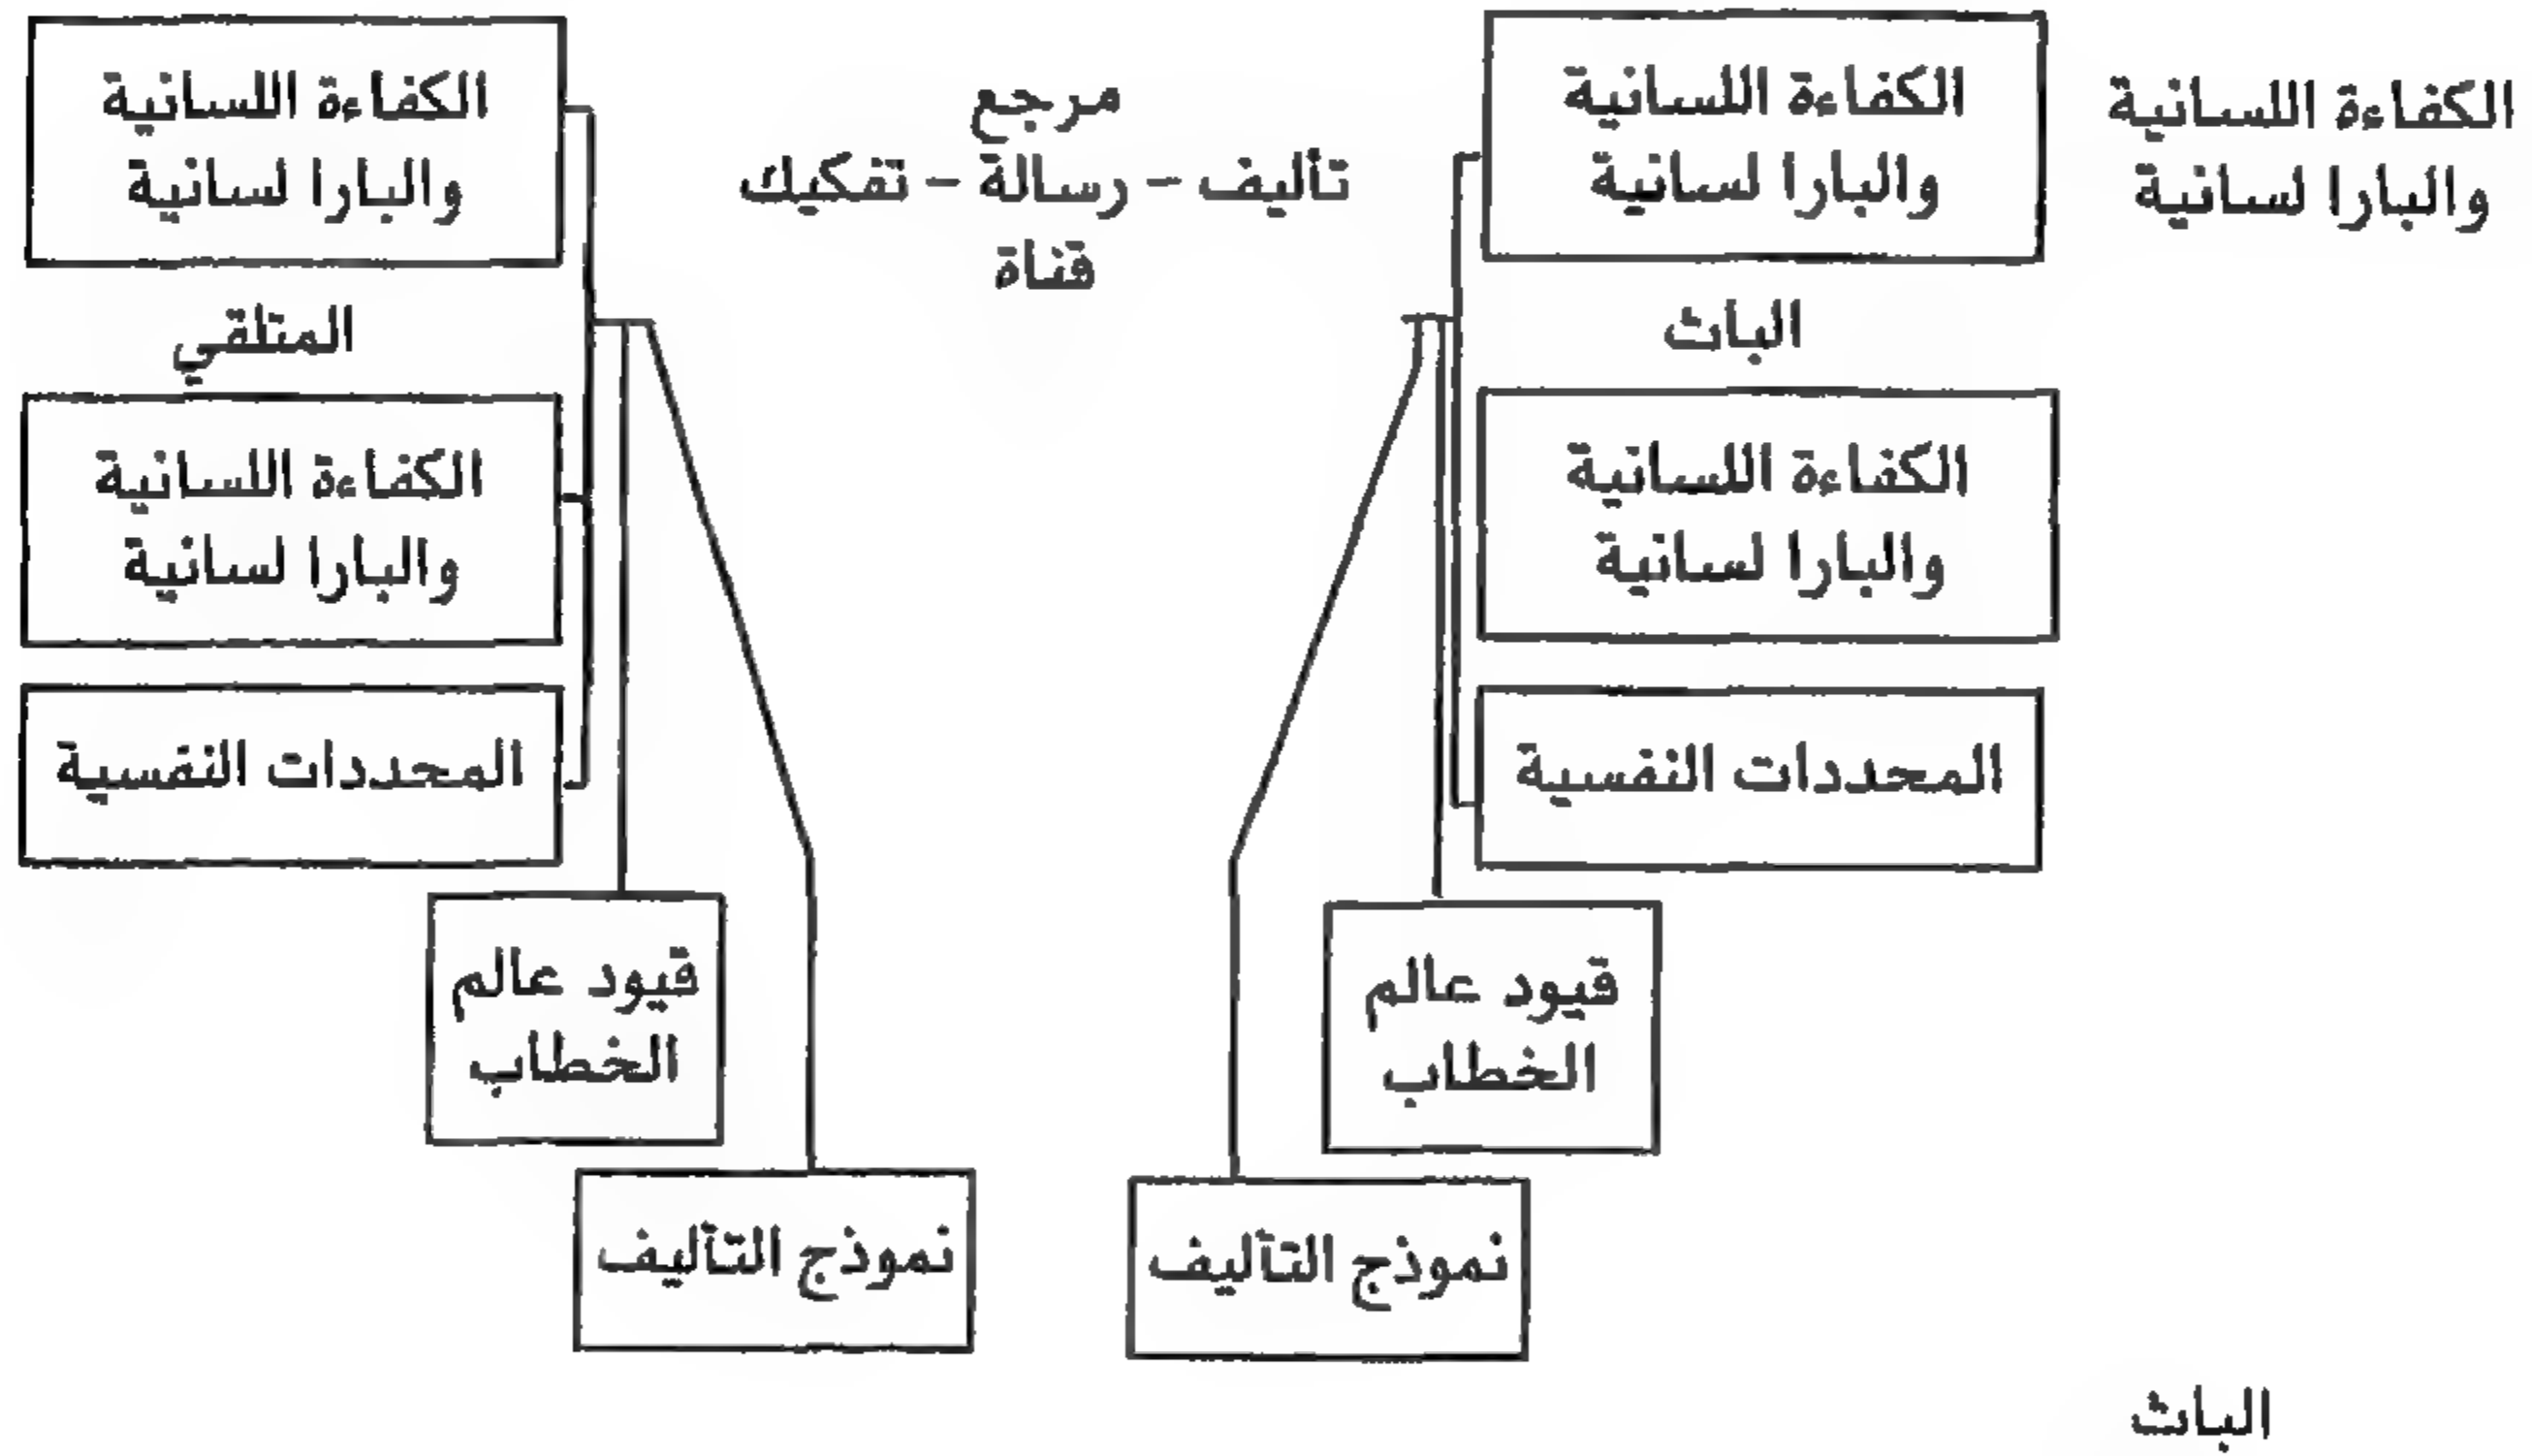 الكفاءة اللسانية
والبارا لسانية
الكفاءة اللسانية
والبارا لسانية
مرجع
تأليف - رسالة - تفكيك
قناة
الكفاءة اللسانية
والبارا لسانية
الباث
المتلقي
الكفاءة اللسانية
والبارا لسانية
الكفاءة اللسانية
والبارا لسانية
المحددات النفسية
المحددات النفسية
قيود عالم
الخطاب
قيود عالم
الخطاب
نموذج التأليف
نموذج التأليف
الباث